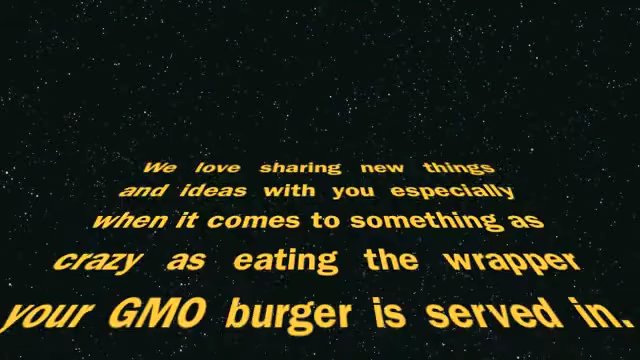 We love sharing new things
and ideas with you especially
when it comes to something as
crazy as eating the wrapper
your GMO burger is served in.